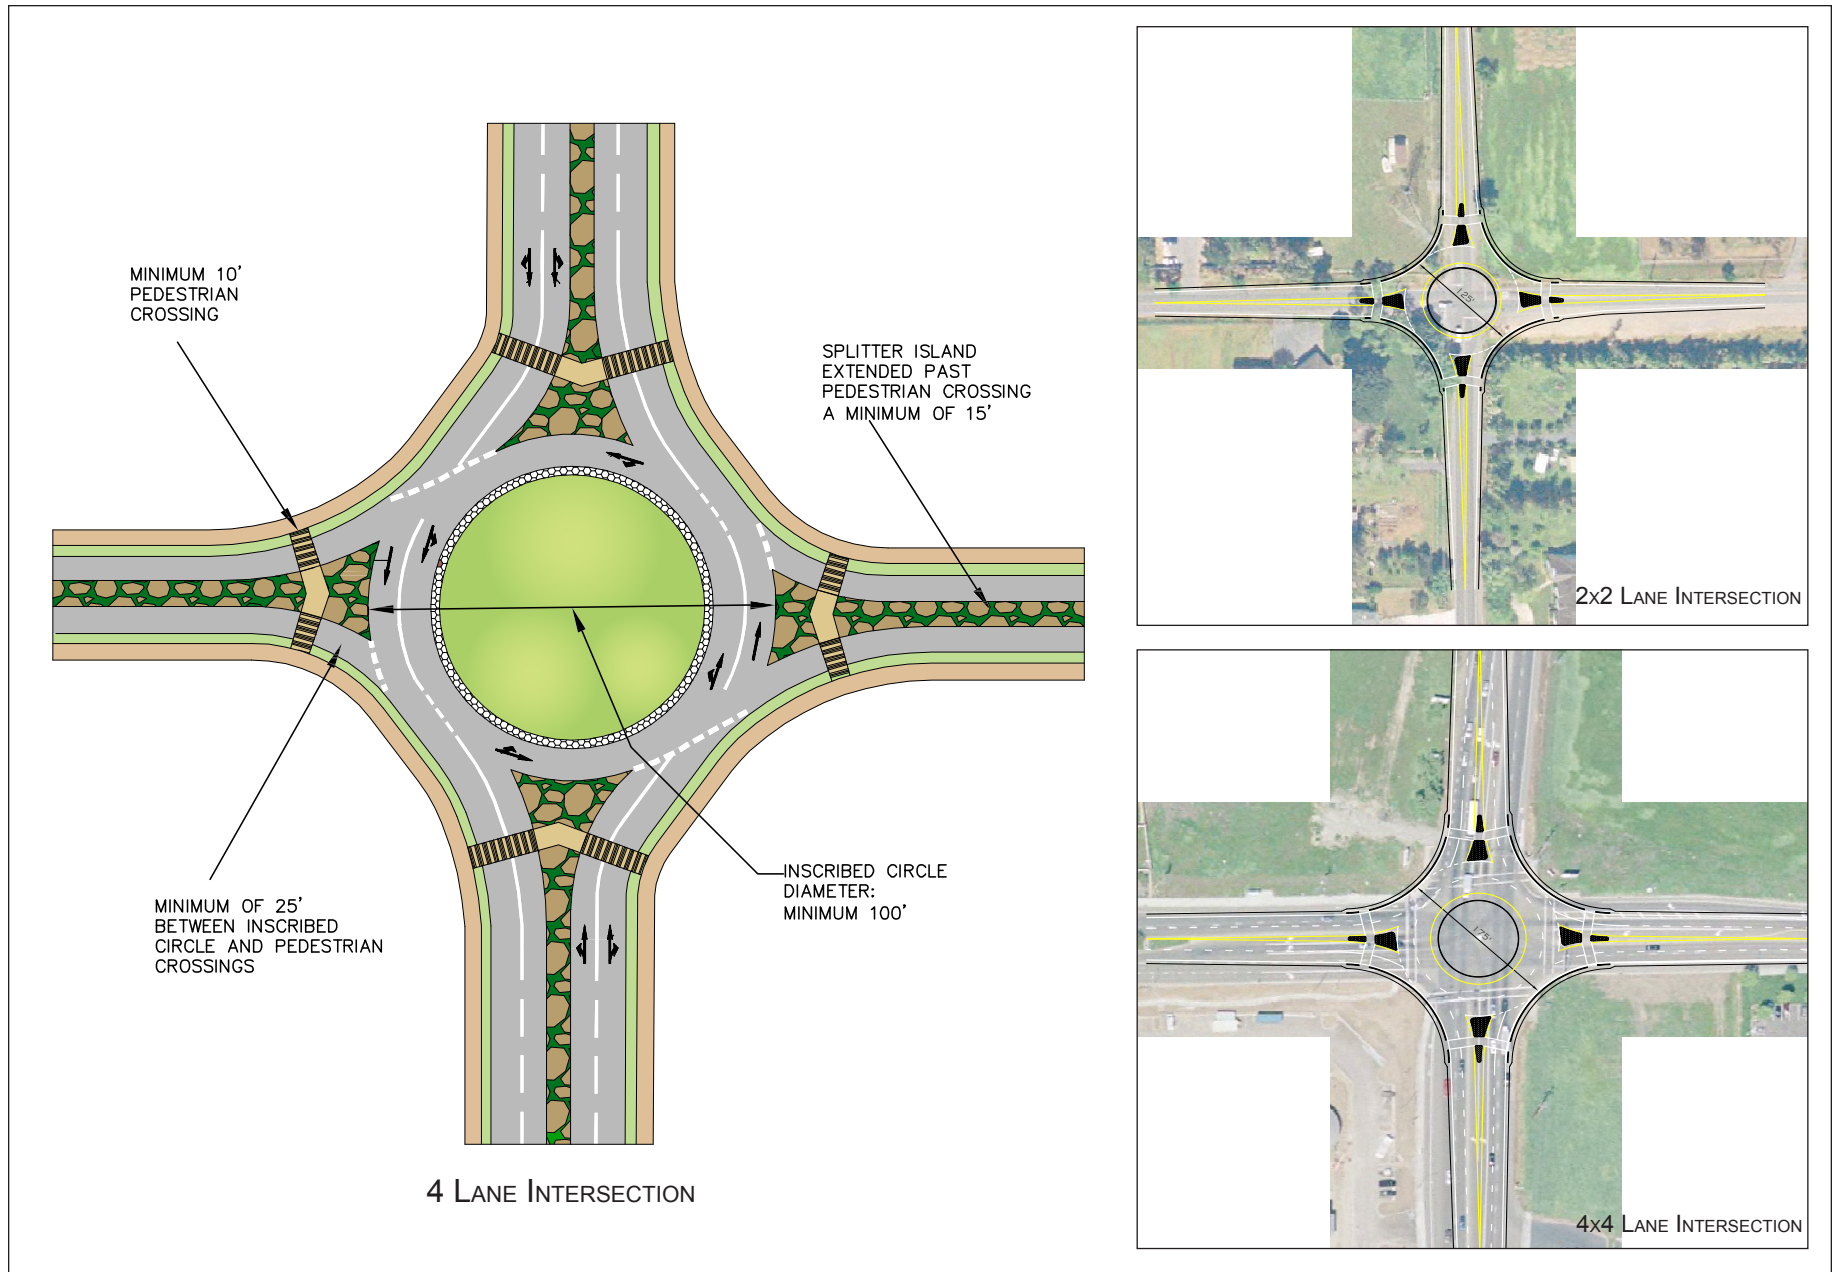 MINIMUM 10'
PEDESTRIAN
CROSSING
SPLITTER ISLAND
EXTENDED PAST
PEDESTRIAN CROSSING
A MINIMUM OF 15'
MINIMUM OF 25'
BETWEEN INSCRIBED
CIRCLE AND PEDESTRIAN
CROSSINGS
INSCRIBED CIRCLE
DIAMETER:
MINIMUM 100'
4 LANE INTERSECTION
125'
2X2 LANE INTERSECTION
175'
4X4 LANE INTERSECTION